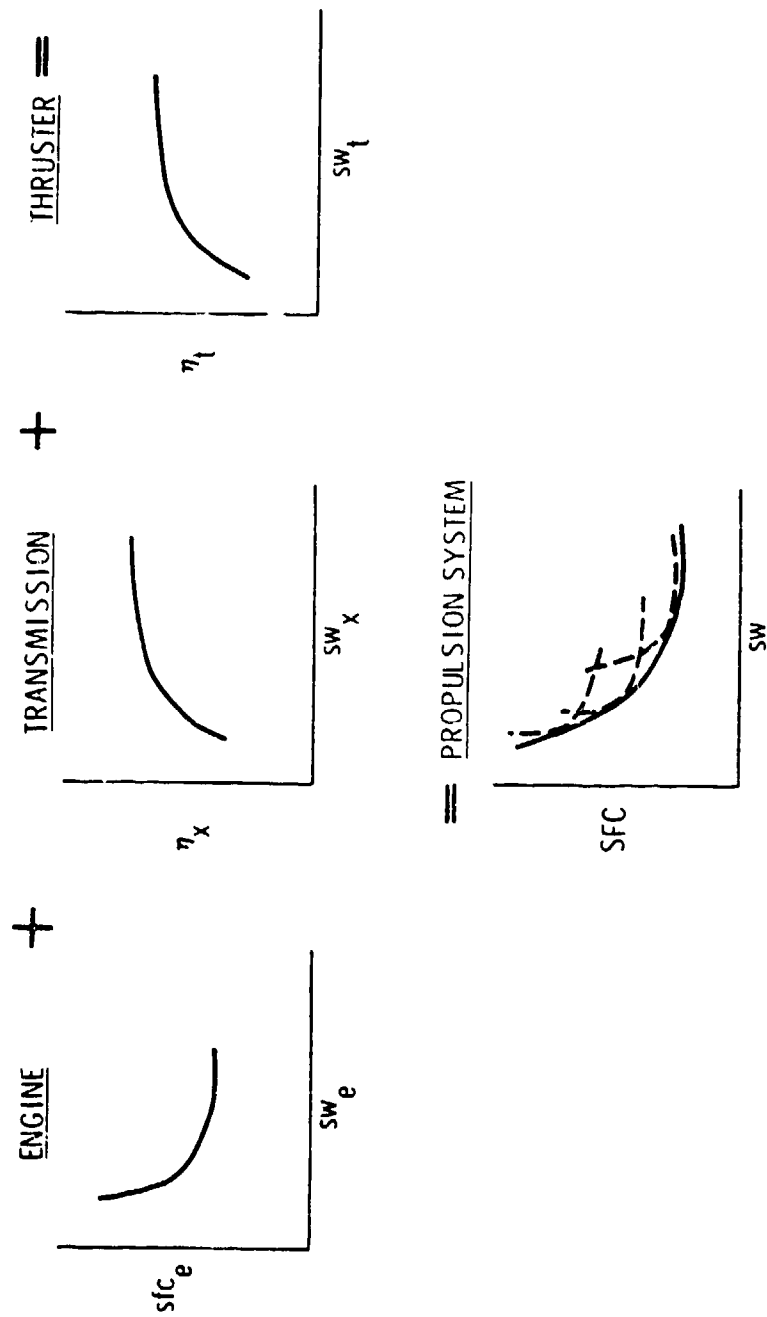 ENGINE + TRANSMISSION + THRUSTER =
sfc_e
sw_e
η_x
sw_x
η_t
sw_t
= PROPULSION SYSTEM
SFC
sw